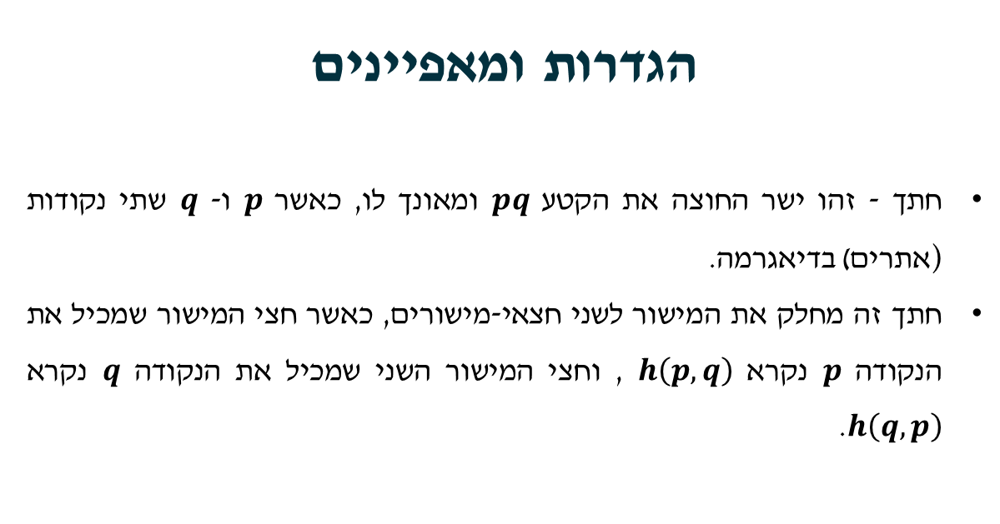 הגדרות ומאפיינים
• חתך - זהו ישר החוצה את הקטע pq ומאונך לו, כאשר p ו- q שתי נקודות
(אתרים) בדיאגרמה.
• חתך זה מחלק את המישור לשני חצאי-מישורים, כאשר חצי המישור שמכיל את
הנקודה p נקרא h(p,q) , וחצי המישור השני שמכיל את הנקודה q נקרא
h(q,p).